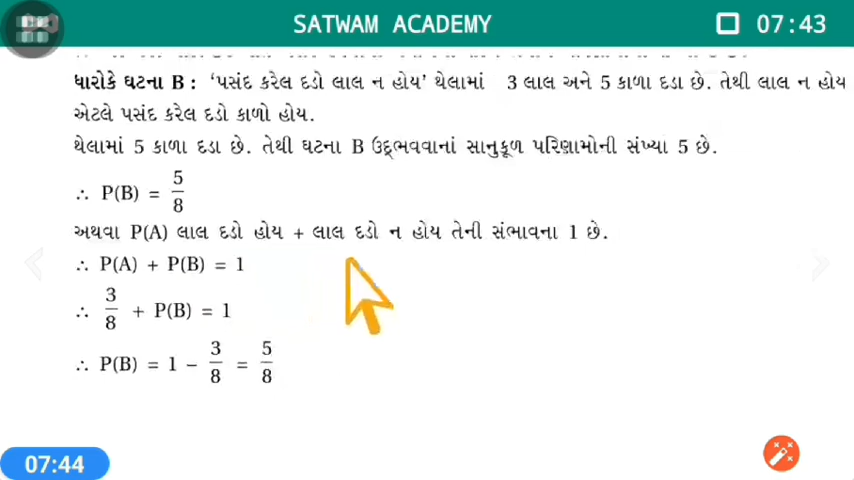 SATWAM ACADEMY
07:43
ધારોકે ઘટના B : ‘પસંદ કરેલ દડો લાલ ન હોય’ થેલામાં 3 લાલ અને 5 કાળા દડા છે. તેથી લાલ ન હોય
એટલે પસંદ કરેલ દડો કાળો હોય.
થેલામાં 5 કાળા દડા છે. તેથી ઘટના B ઉદ્દભવવાનાં સાનુકૂળ પરિણામોની સંખ્યા 5 છે.
∴ P(B) = 5/8
અથવા P(A) લાલ દડો હોય + લાલ દડો ન હોય તેની સંભાવના 1 છે.
∴ P(A) + P(B) = 1
∴ 3/8 + P(B) = 1
∴ P(B) = 1 – 3/8 = 5/8
07:44